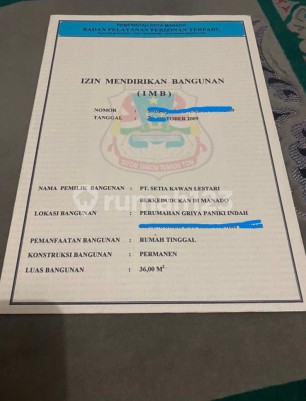 PEMERINTAH KOTA MANADO
BADAN PELAYANAN PERIZINAN TERPADU
IZIN MENDIRIKAN BANGUNAN
( I M B )
NOMOR
TANGGAL OKTOBER 2009
NAMA PEMILIK BANGUNAN : PT. SETIA KAWAN LESTARI
BERKEDUDUKAN DI MANADO
LOKASI BANGUNAN : PERUMAHAN GRIYA PANIKI INDAH
PEMANFAATAN BANGUNAN : RUMAH TINGGAL
KONSTRUKSI BANGUNAN : PERMANEN
LUAS BANGUNAN : 36,00 M²
rumah123